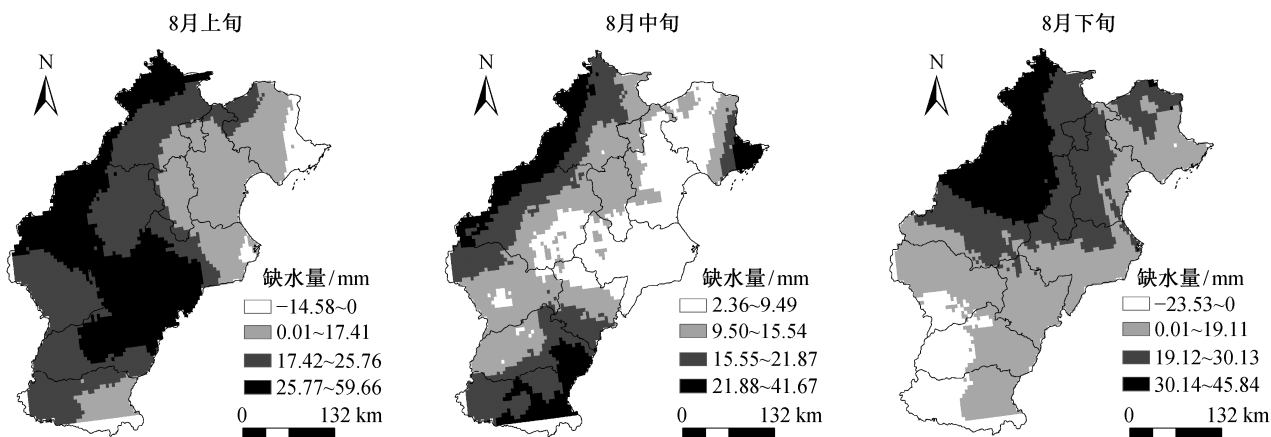 8月上旬
N
缺水量/mm
−14.58~0
0.01~17.41
17.42~25.76
25.77~59.66
0 132 km
8月中旬
N
缺水量/mm
2.36~9.49
9.50~15.54
15.55~21.87
21.88~41.67
0 132 km
8月下旬
N
缺水量/mm
−23.53~0
0.01~19.11
19.12~30.13
30.14~45.84
0 132 km